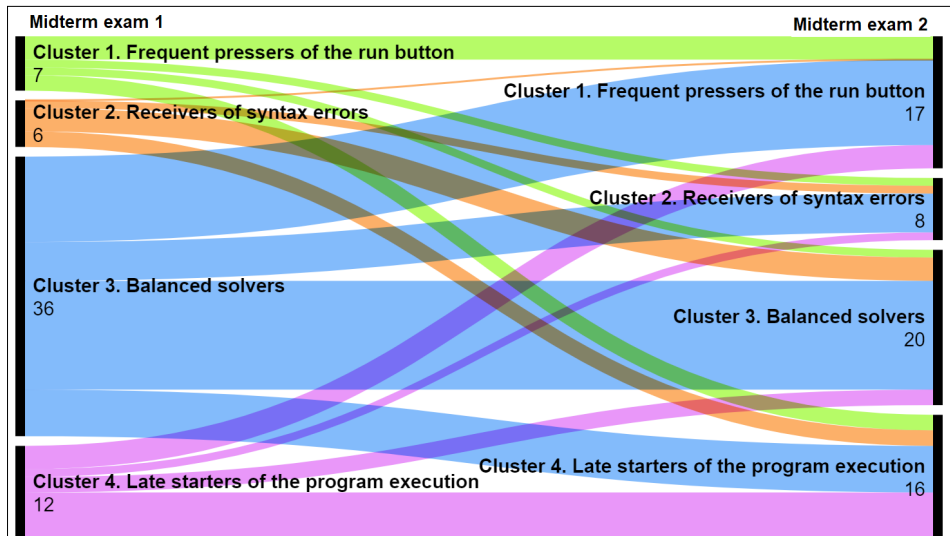 Midterm exam 1
Midterm exam 2
Cluster 1. Frequent pressers of the run button
7
Cluster 2. Receivers of syntax errors
6
Cluster 3. Balanced solvers
36
Cluster 4. Late starters of the program execution
12
Cluster 1. Frequent pressers of the run button
17
Cluster 2. Receivers of syntax errors
8
Cluster 3. Balanced solvers
20
Cluster 4. Late starters of the program execution
16